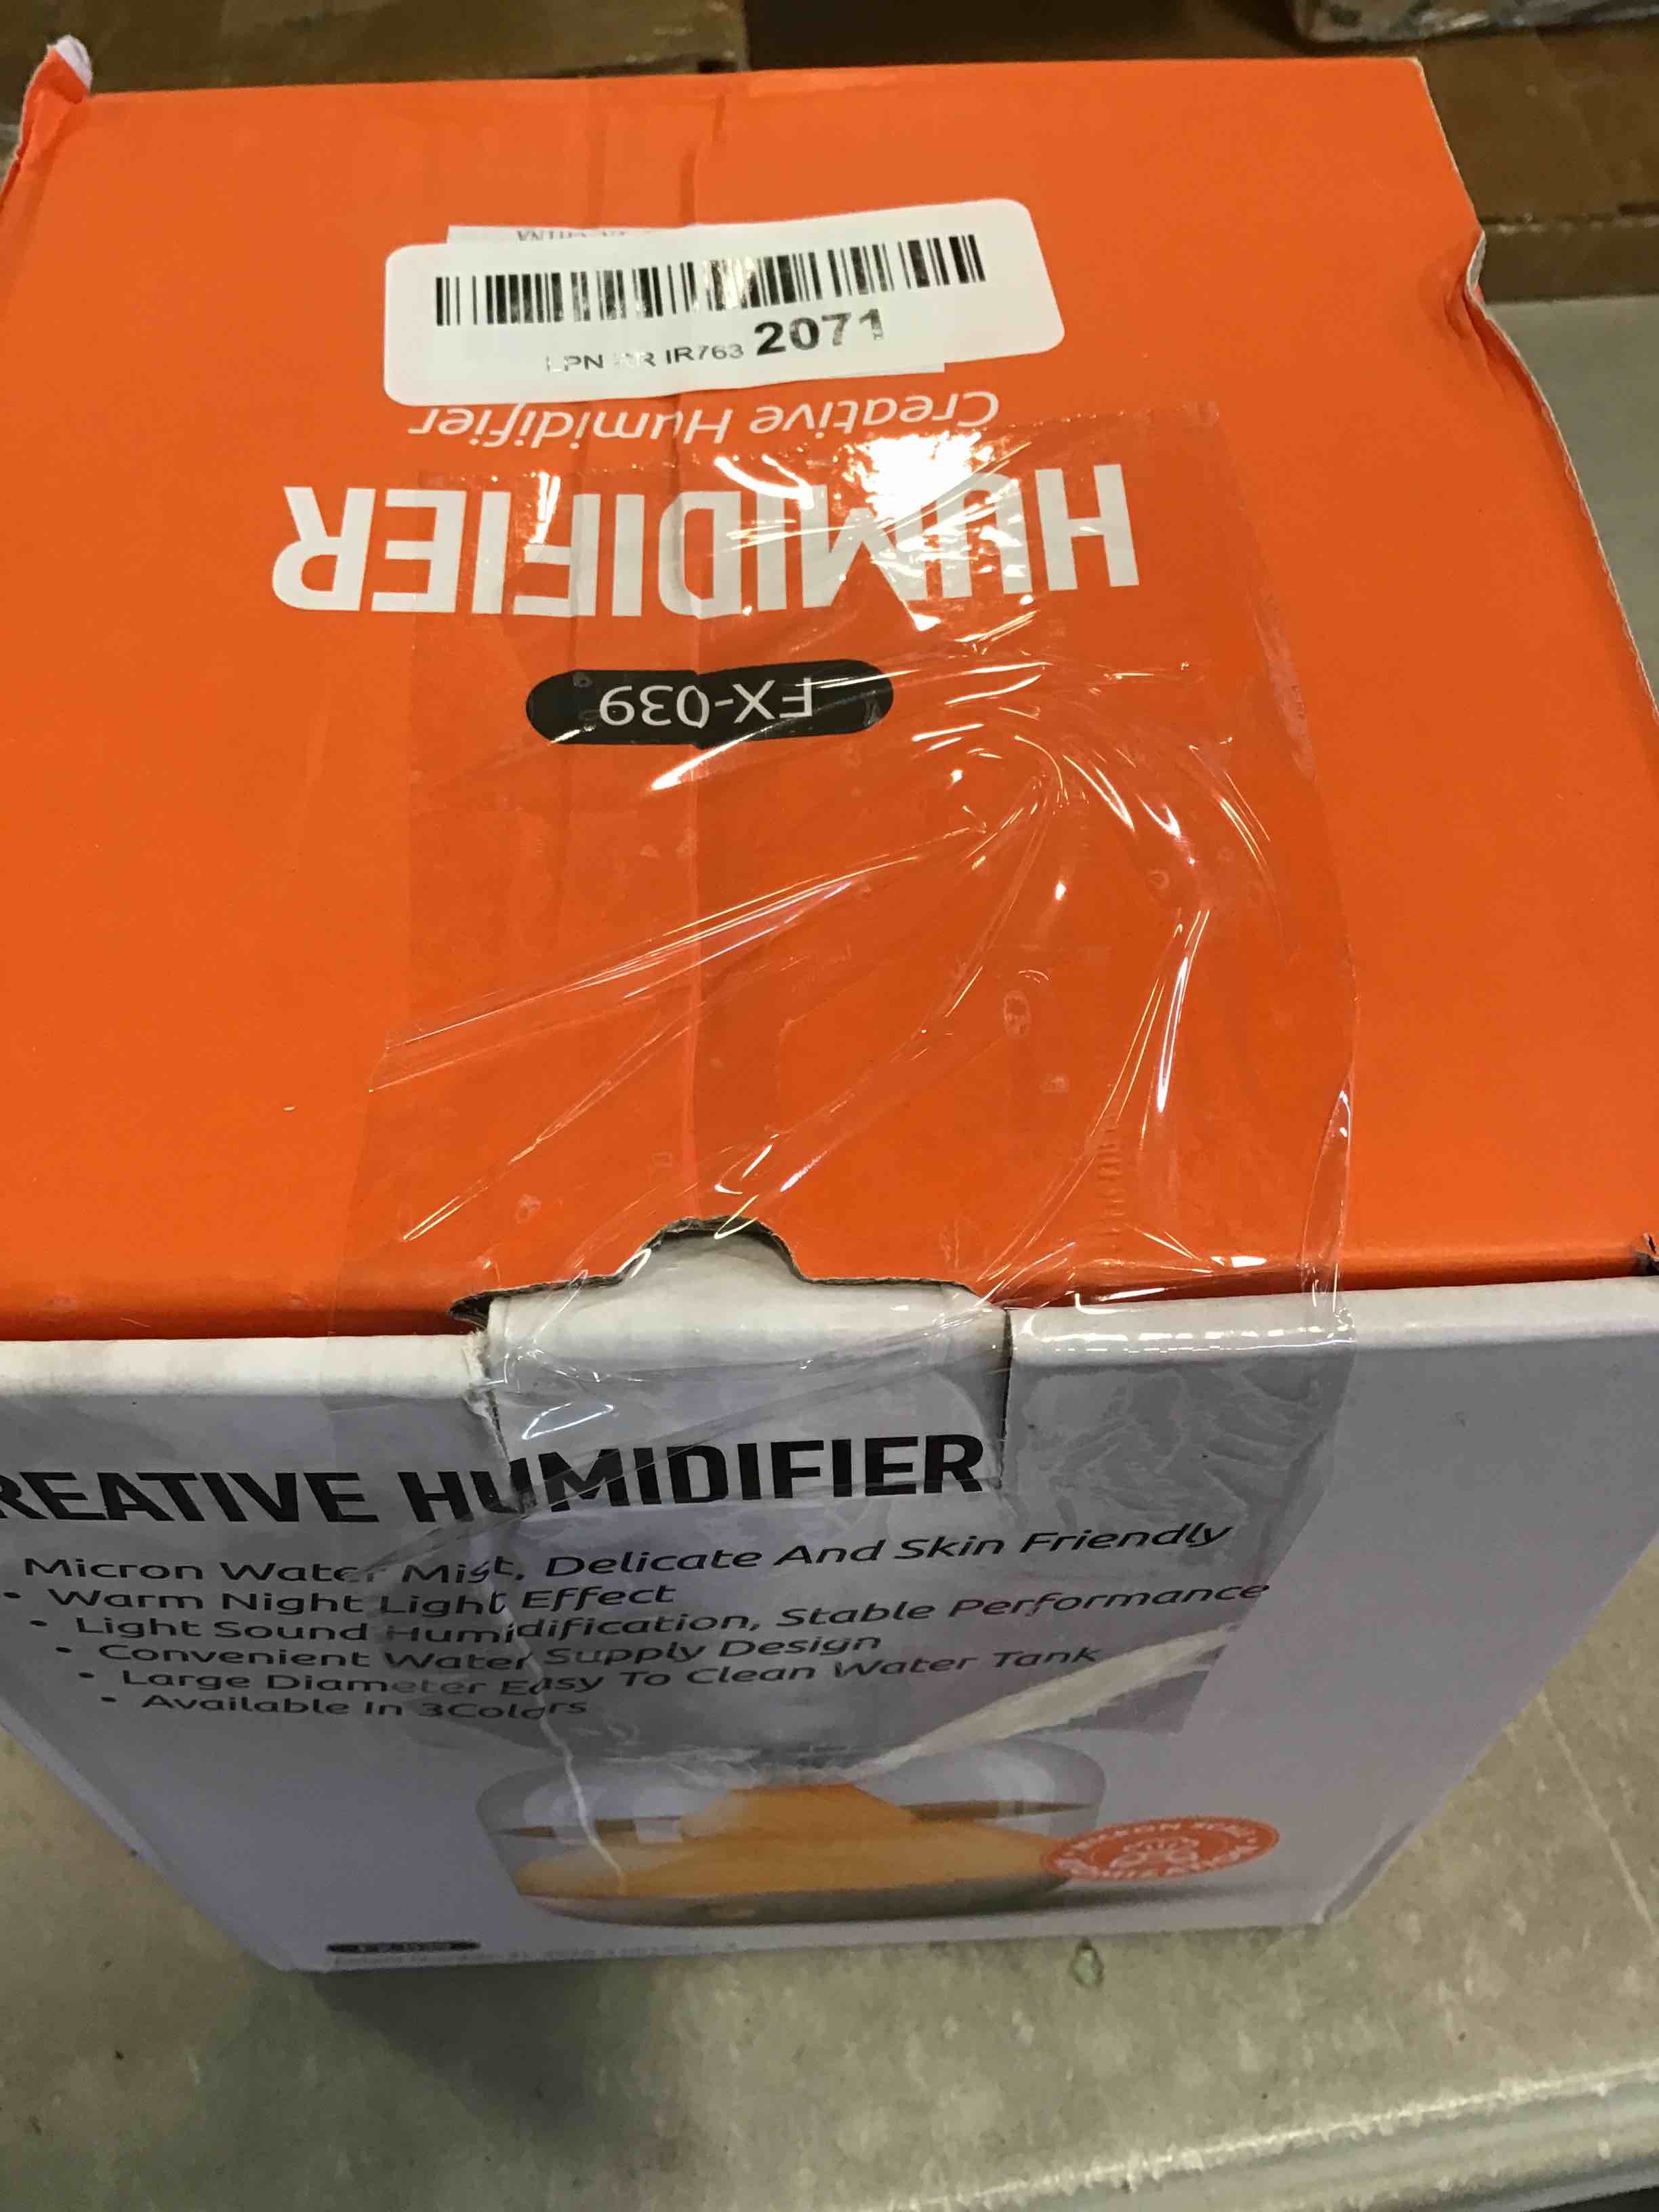 2071
IR763
Creative Humidifier
HUMIDIFIER
FX-039
REATIVE HUMIDIFIER
Micron Water Mist, Delicate And Skin Friendly
• Warm Night Light Effect
• Light Sound Humidification, Stable Performance
• Convenient Water Supply Design
• Large Diameter Easy To Clean Water Tank
• Available In 3Colors